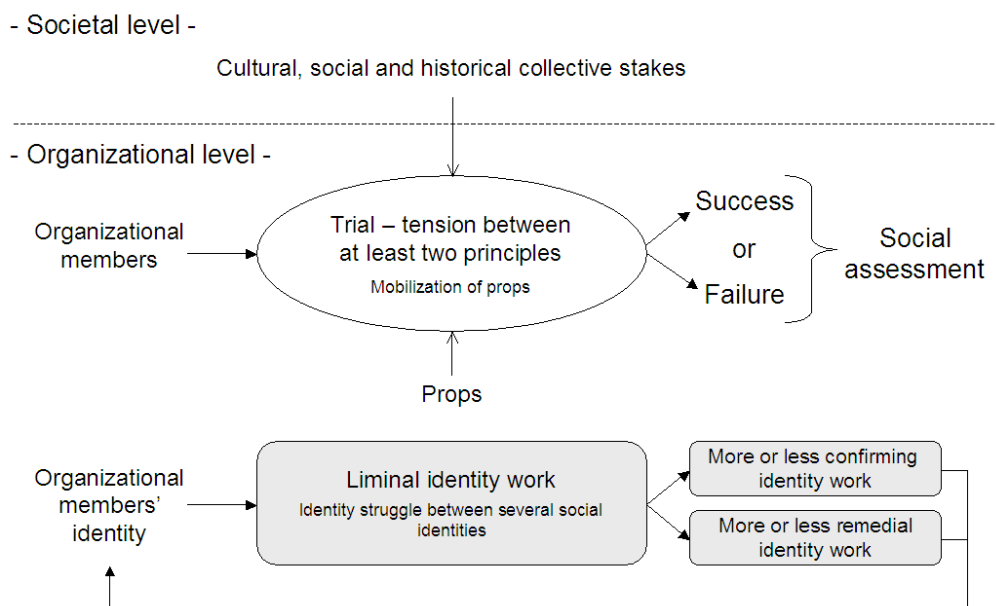 - Societal level -
Cultural, social and historical collective stakes
- Organizational level -
Organizational
members
Trial – tension between
at least two principles
Mobilization of props
Success
or
Failure
Social
assessment
Props
Organizational
members’
identity
Liminal identity work
Identity struggle between several social
identities
More or less confirming
identity work
More or less remedial
identity work